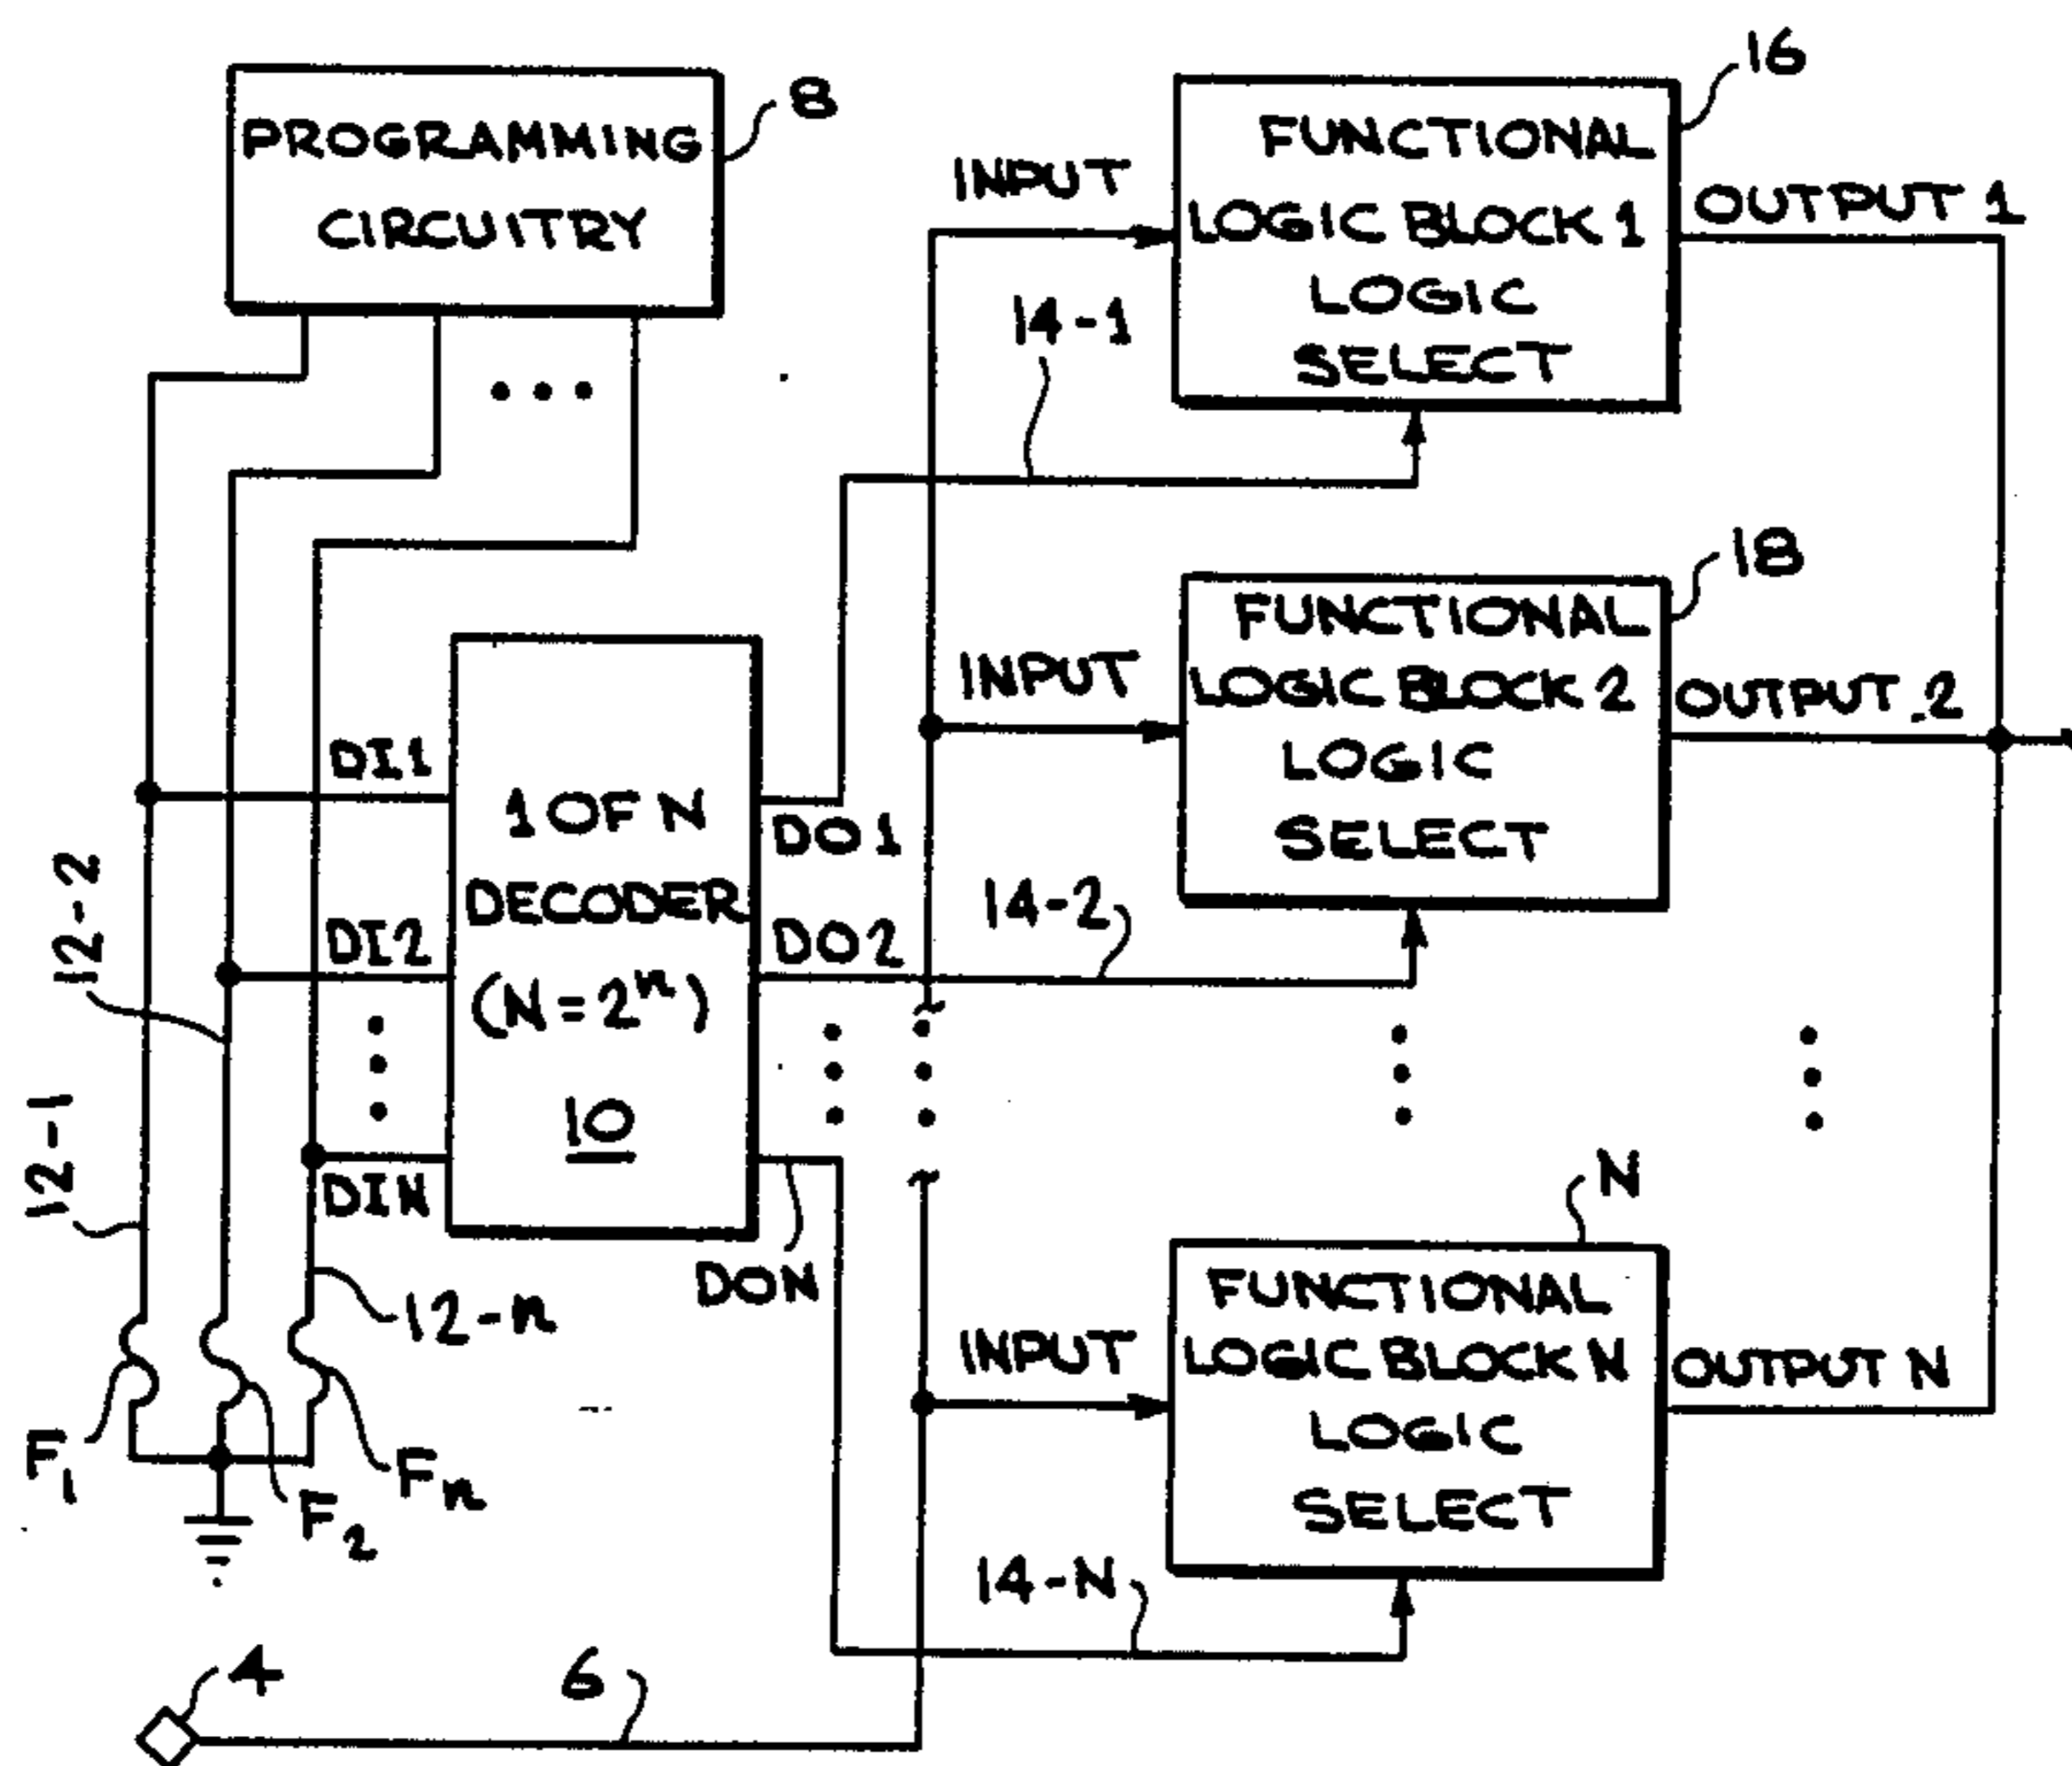 PROGRAMMING
CIRCUITRY
8
FUNCTIONAL
LOGIC BLOCK 1
LOGIC
SELECT
16
INPUT
OUTPUT 1
14-1
FUNCTIONAL
LOGIC BLOCK 2
LOGIC
SELECT
18
INPUT
OUTPUT 2
14-2
1 OF N
DECODER
(N=2ⁿ)
10
DI1
DI2
DIN
DO1
DO2
DON
12-2
12-1
12-n
F₁
F₂
Fₙ
N
FUNCTIONAL
LOGIC BLOCK N
LOGIC
SELECT
INPUT
OUTPUT N
14-N
4
6